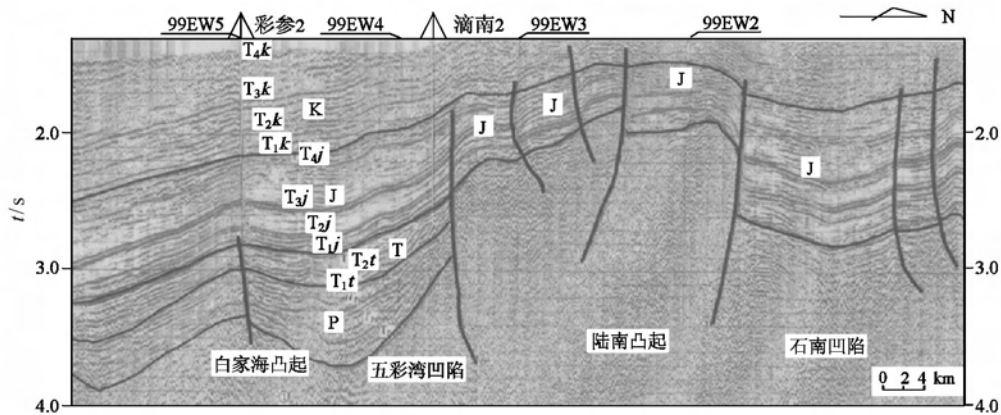 99EW5 彩参2 99EW4 滴南2 99EW3 99EW2 N
T₄k
T₃k
K
T₂k
T₁k
T₄j
J
J
J
J
T₃j
J
T₂j
T₁j
T
T₂t
T₁t
P
2.0
3.0
4.0
t/s
2.0
3.0
4.0
白家海凸起
五彩湾凹陷
陆南凸起
石南凹陷
0 2 4 km